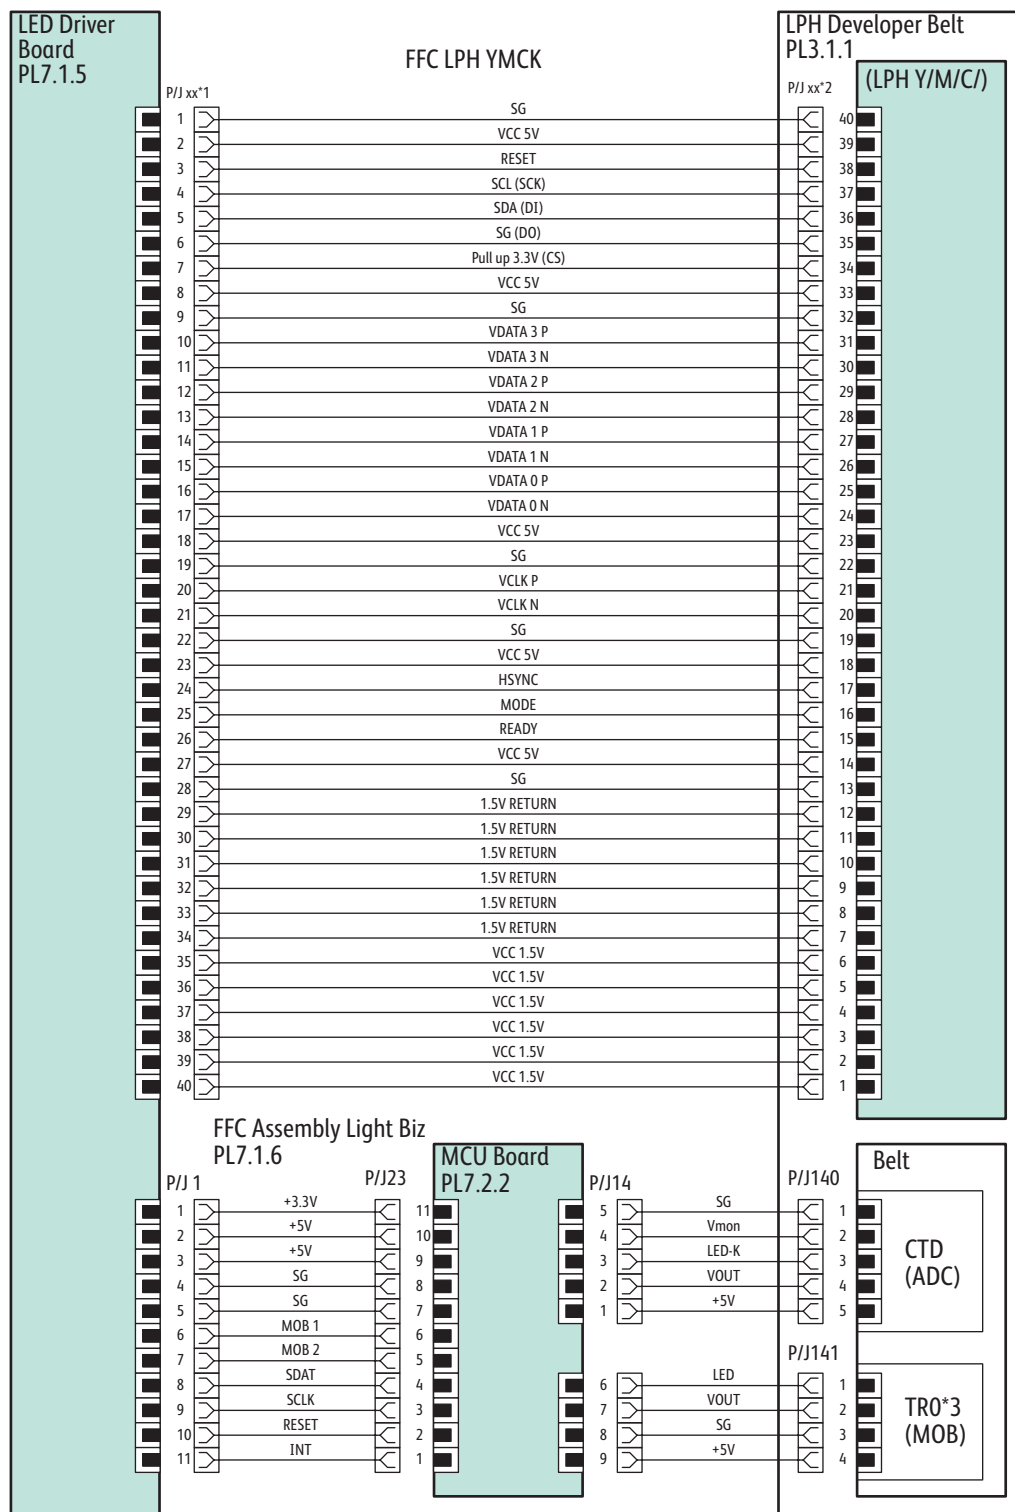 LED Driver
Board
PL7.1.5
FFC LPH YMCK
LPH Developer Belt
PL3.1.1
(LPH Y/M/C/)
P/J xx*1
P/J xx*2
1 SG 40
2 VCC 5V 39
3 RESET 38
4 SCL (SCK) 37
5 SDA (DI) 36
6 SG (DO) 35
7 Pull up 3.3V (CS) 34
8 VCC 5V 33
9 SG 32
10 VDATA 3 P 31
11 VDATA 3 N 30
12 VDATA 2 P 29
13 VDATA 2 N 28
14 VDATA 1 P 27
15 VDATA 1 N 26
16 VDATA 0 P 25
17 VDATA 0 N 24
18 VCC 5V 23
19 SG 22
20 VCLK P 21
21 VCLK N 20
22 SG 19
23 VCC 5V 18
24 HSYNC 17
25 MODE 16
26 READY 15
27 VCC 5V 14
28 SG 13
29 1.5V RETURN 12
30 1.5V RETURN 11
31 1.5V RETURN 10
32 1.5V RETURN 9
33 1.5V RETURN 8
34 1.5V RETURN 7
35 VCC 1.5V 6
36 VCC 1.5V 5
37 VCC 1.5V 4
38 VCC 1.5V 3
39 VCC 1.5V 2
40 VCC 1.5V 1
FFC Assembly Light Biz
PL7.1.6
P/J 1
P/J23
1 +3.3V 11
2 +5V 10
3 +5V 9
4 SG 8
5 SG 7
6 MOB 1 6
7 MOB 2 5
8 SDAT 4
9 SCLK 3
10 RESET 2
11 INT 1
MCU Board
PL7.2.2
P/J14
P/J140
5 SG 1
4 Vmon 2
3 LED-K 3
2 VOUT 4
1 +5V 5
P/J141
6 LED 1
7 VOUT 2
8 SG 3
9 +5V 4
Belt
CTD
(ADC)
TR0*3
(MOB)